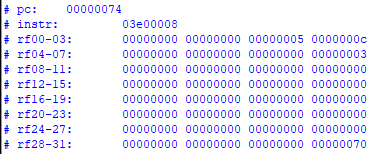 # pc: 00000074
# instr: 03e00008
# rf00-03: 00000000 00000000 00000005 0000000c
# rf04-07: 00000000 00000000 00000000 00000003
# rf08-11: 00000000 00000000 00000000 00000000
# rf12-15: 00000000 00000000 00000000 00000000
# rf16-19: 00000000 00000000 00000000 00000000
# rf20-23: 00000000 00000000 00000000 00000000
# rf24-27: 00000000 00000000 00000000 00000000
# rf28-31: 00000000 00000000 00000000 00000070